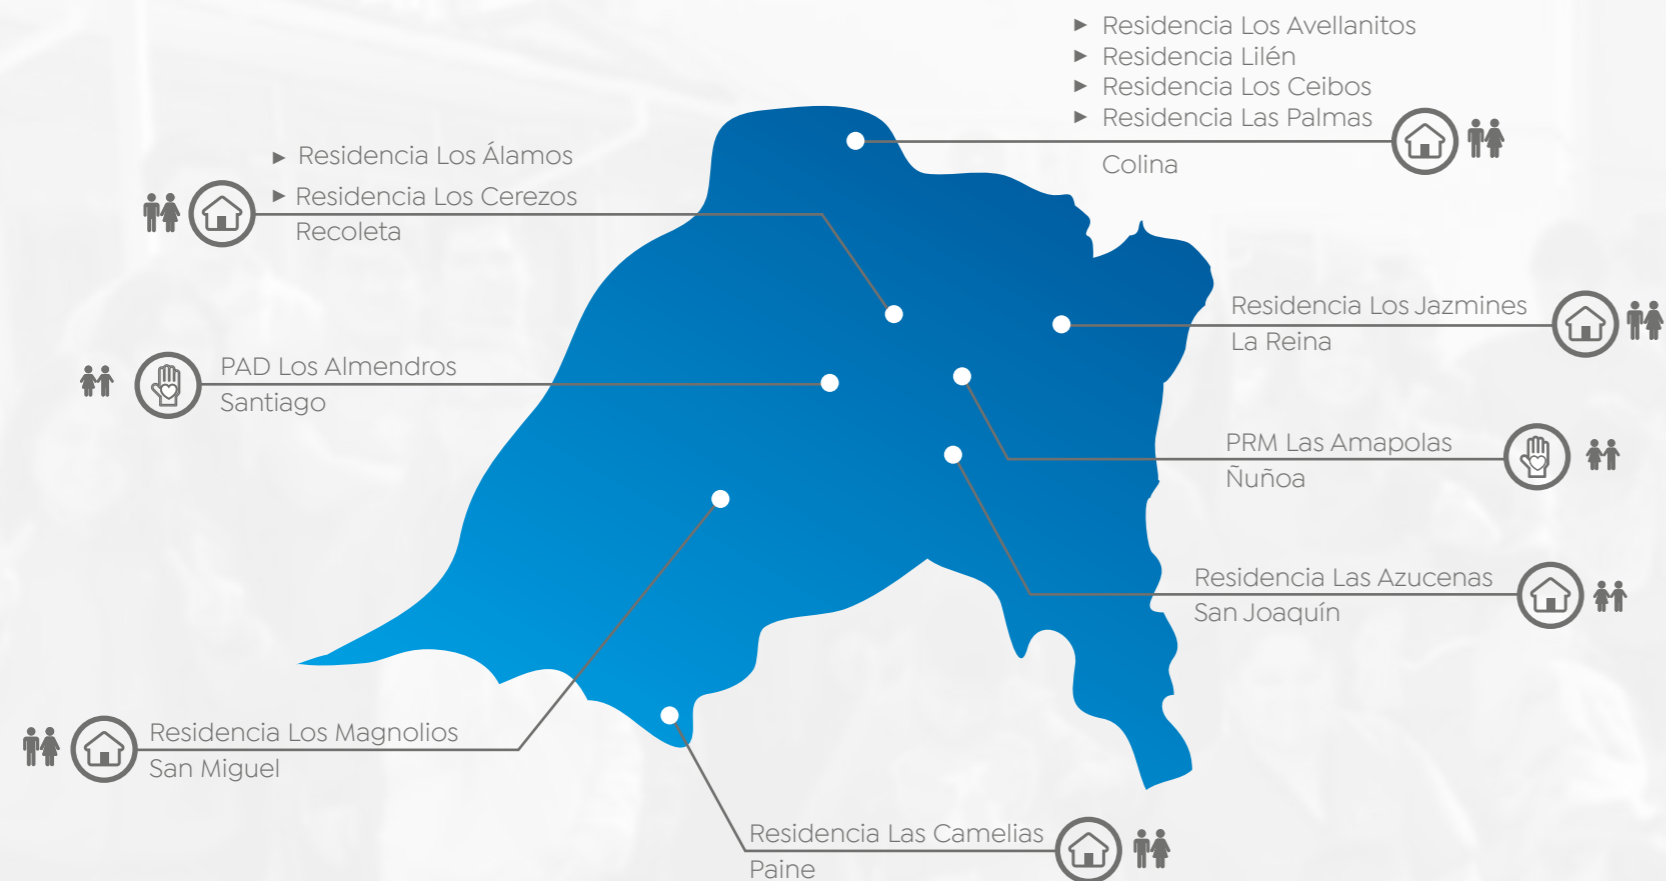 ► Residencia Los Avellanitos
► Residencia Lilén
► Residencia Los Ceibos
► Residencia Las Palmas
Colina
► Residencia Los Álamos
► Residencia Los Cerezos
Recoleta
Residencia Los Jazmines
La Reina
PAD Los Almendros
Santiago
PRM Las Amapolas
Ñuñoa
Residencia Las Azucenas
San Joaquín
Residencia Los Magnolios
San Miguel
Residencia Las Camelias
Paine